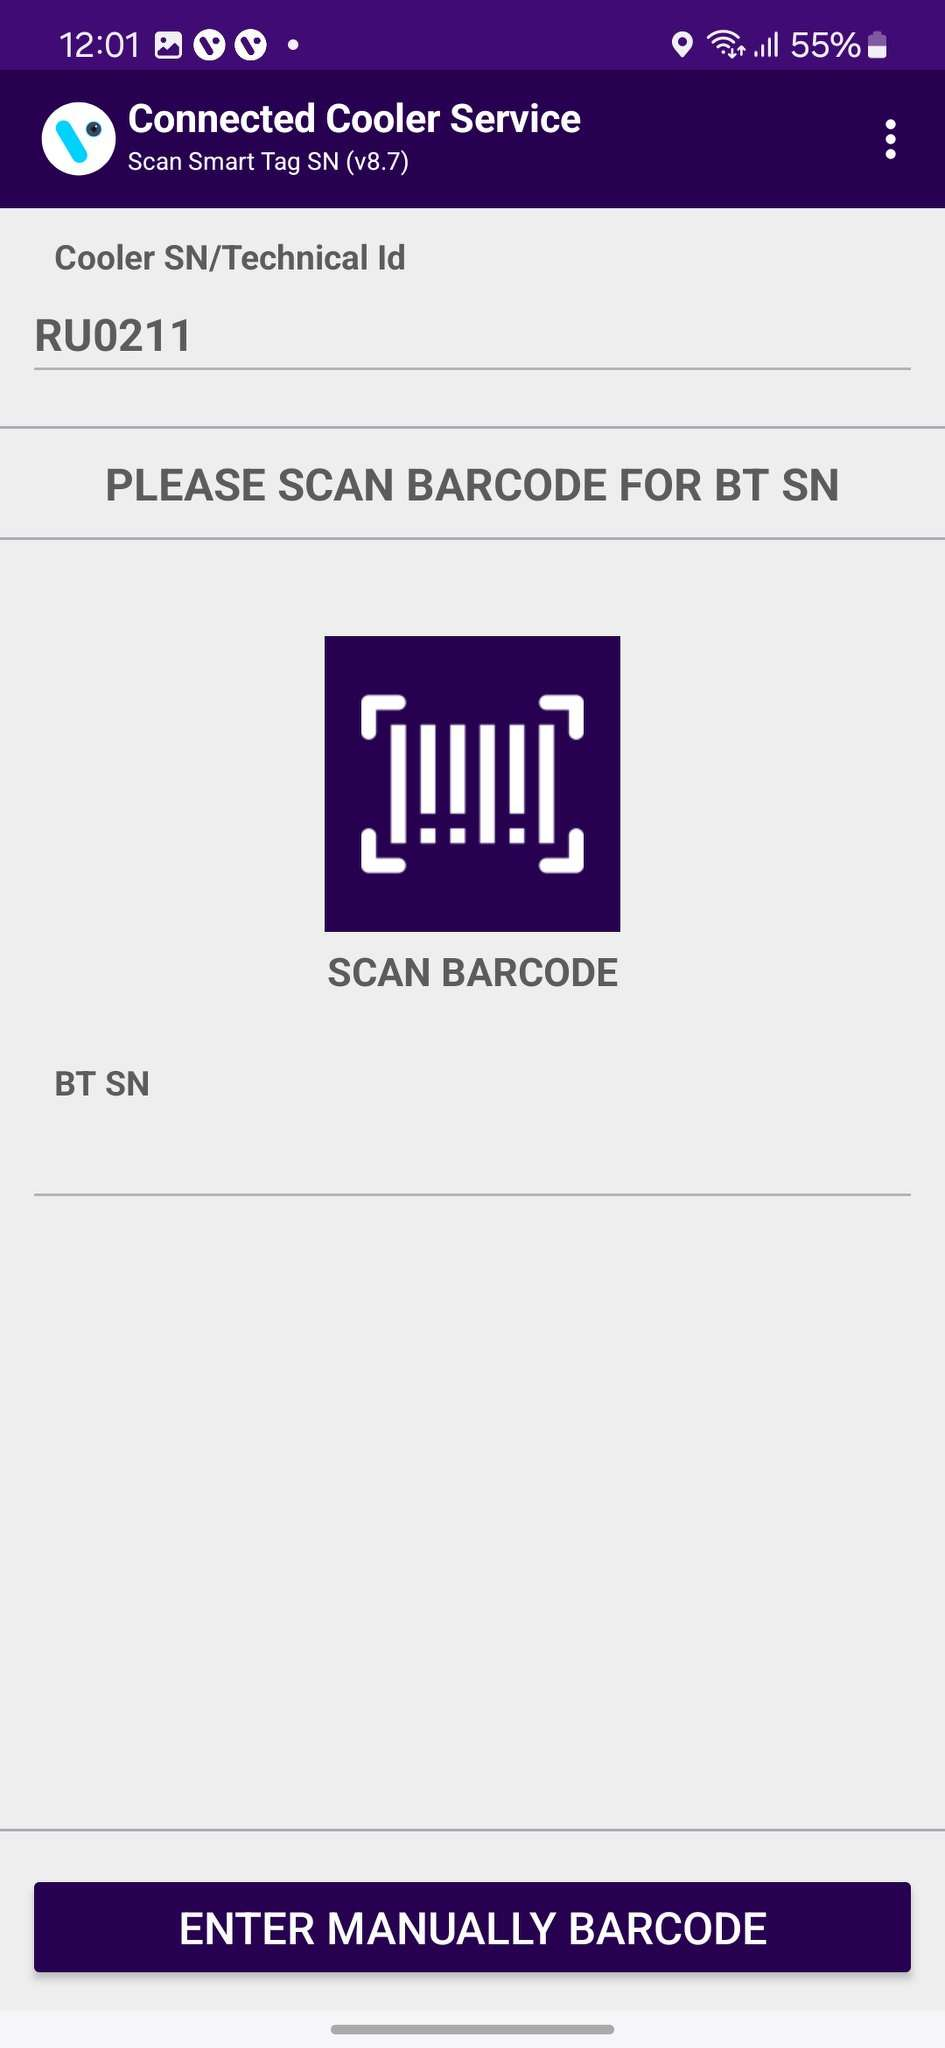 12:01
55%
Connected Cooler Service
Scan Smart Tag SN (v8.7)
Cooler SN/Technical Id
RU0211
PLEASE SCAN BARCODE FOR BT SN
SCAN BARCODE
BT SN
ENTER MANUALLY BARCODE